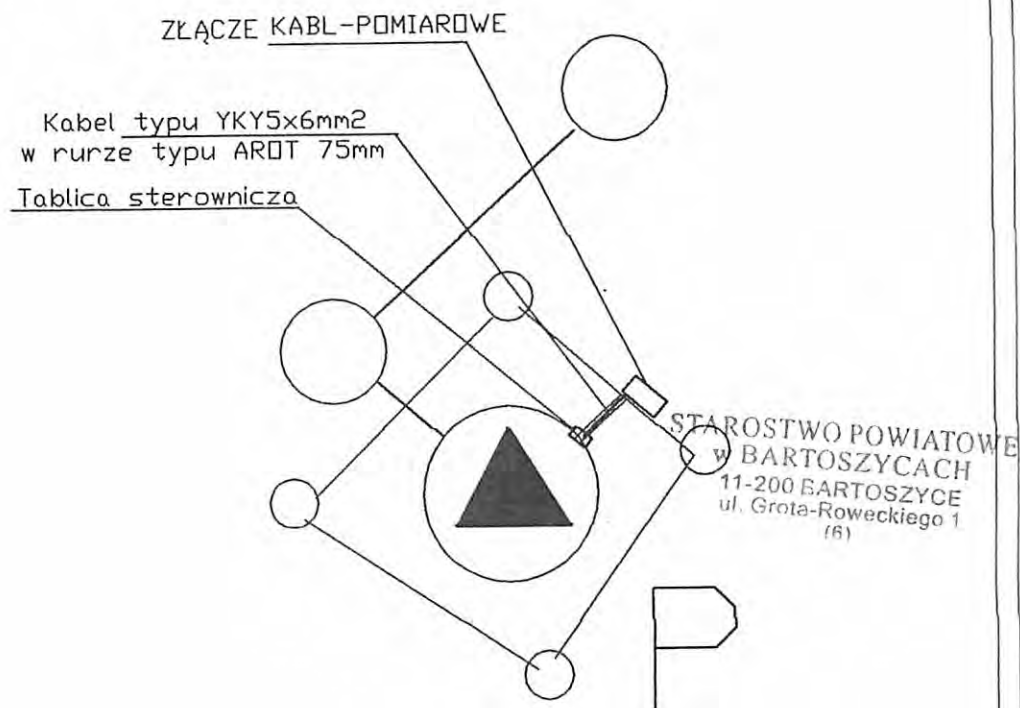 ZŁĄCZE KABL-POMIAROWE
Kabel typu YKY5x6mm2
w rurze typu AROT 75mm
Tablica sterownicza
STAROSTWO POWIATOWE
w BARTOSZYCACH
11-200 BARTOSZYCE
ul. Grota-Roweckiego 1
(6)